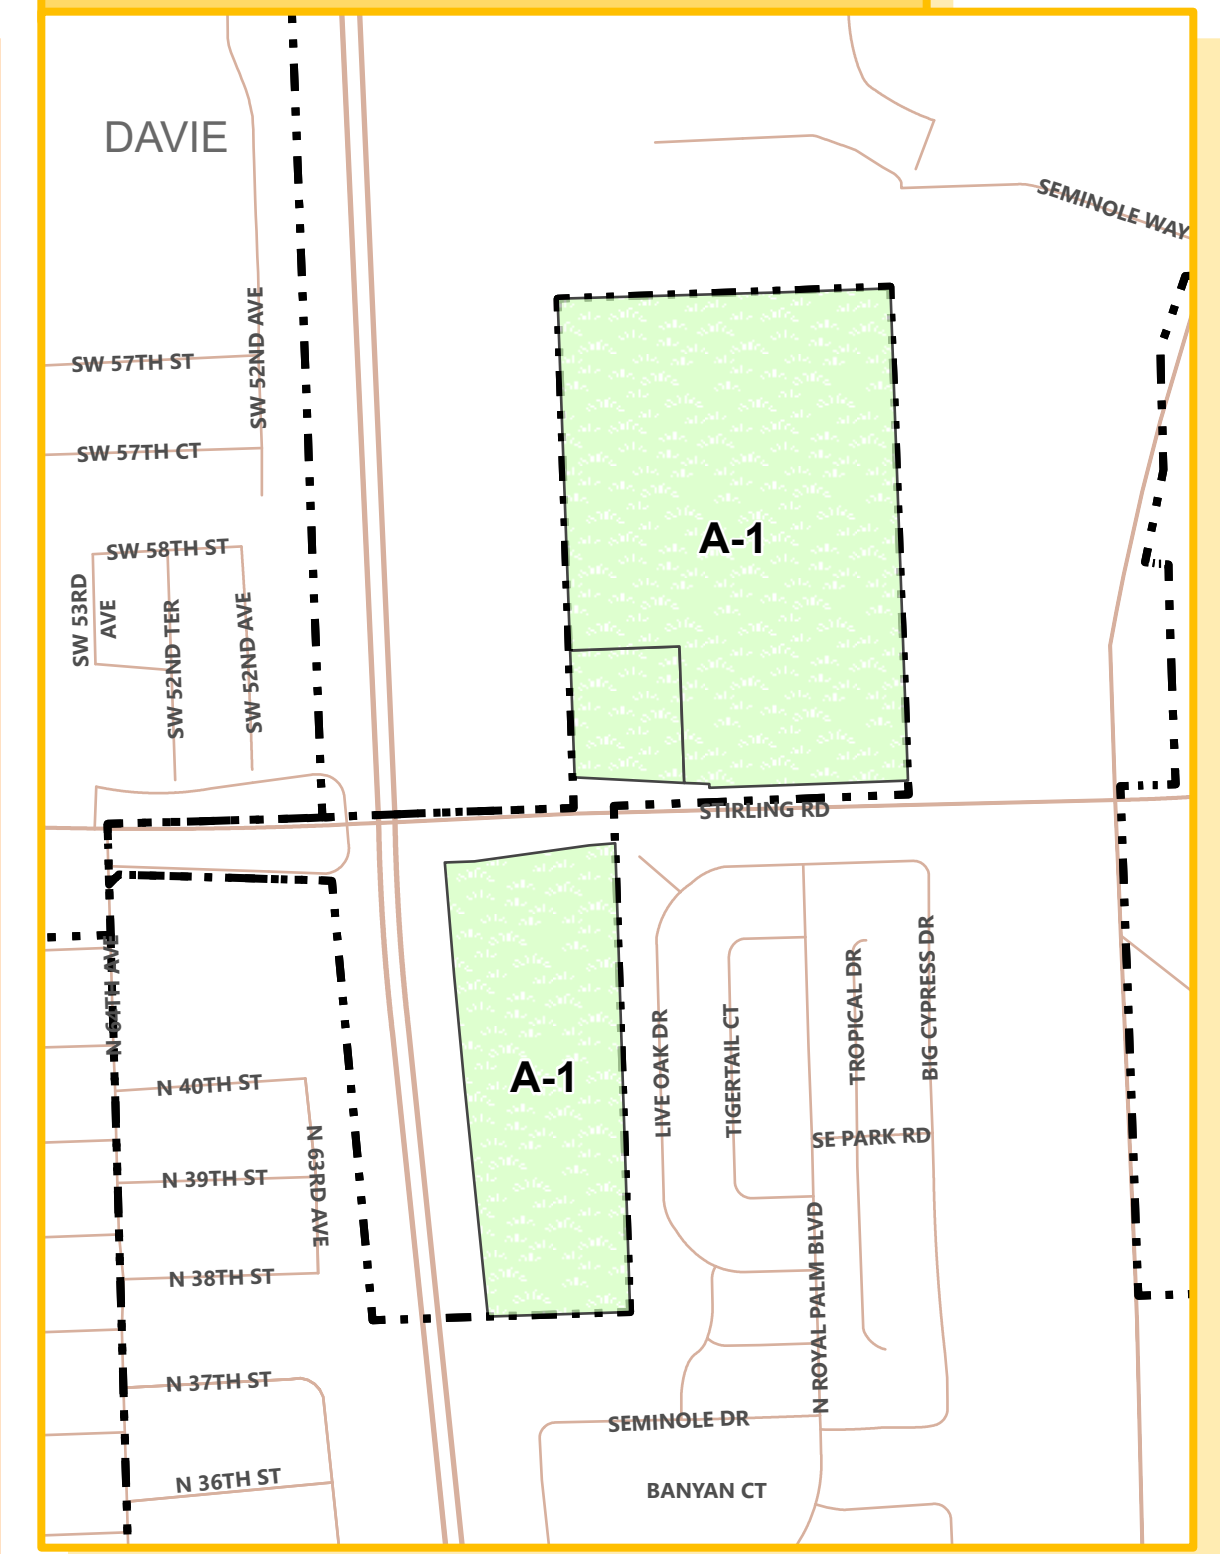 DAVIE
SEMINOLE WAY
SW 52ND AVE
SW 57TH ST
SW 57TH CT
A-1
SW 58TH ST
SW 53RD
AVE
SW 52ND TER
SW 52ND AVE
STIRLING RD
N 64TH AVE
BIG CYPRESS DR
TROPICAL DR
LIVE OAK DR
TIGERTAIL CT
A-1
N 40TH ST
N 63RD AVE
SE PARK RD
N 39TH ST
N ROYAL PALM BLVD
N 38TH ST
N 37TH ST
SEMINOLE DR
N 36TH ST
BANYAN CT